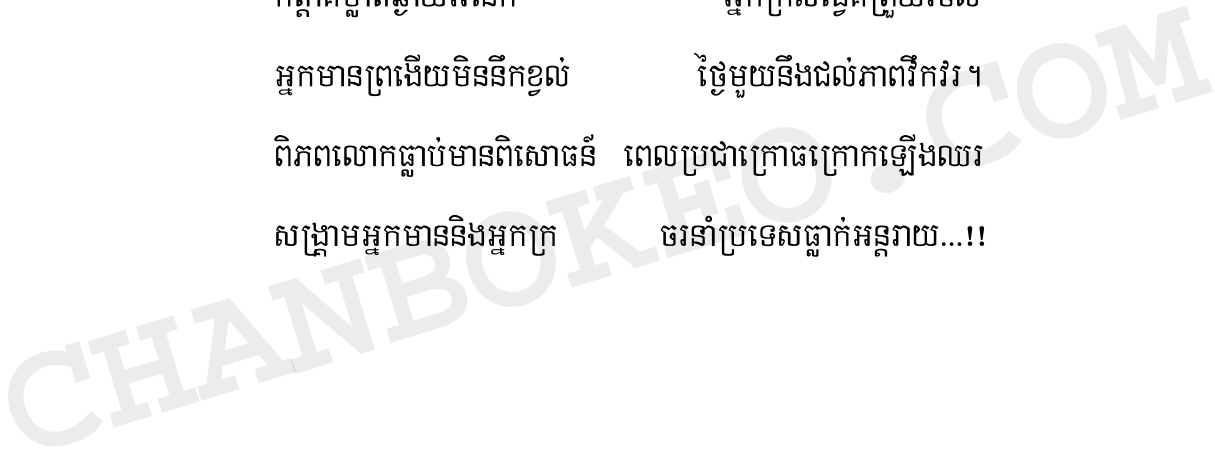 អ្នកមានព្រងើយមិននឹកខ្វល់ ថ្ងៃមួយនឹងជល់ភាពវឹកវរ។
ពិភពលោកធ្លាប់មានពិសោធន៍ ពេលប្រជាក្រោធក្រោកឡើងឈរ
សង្គ្រាមអ្នកមាននិងអ្នកក្រ ចរនាំប្រទេសធ្លាក់អន្តរាយ...!!
CHANBOKEO.COM